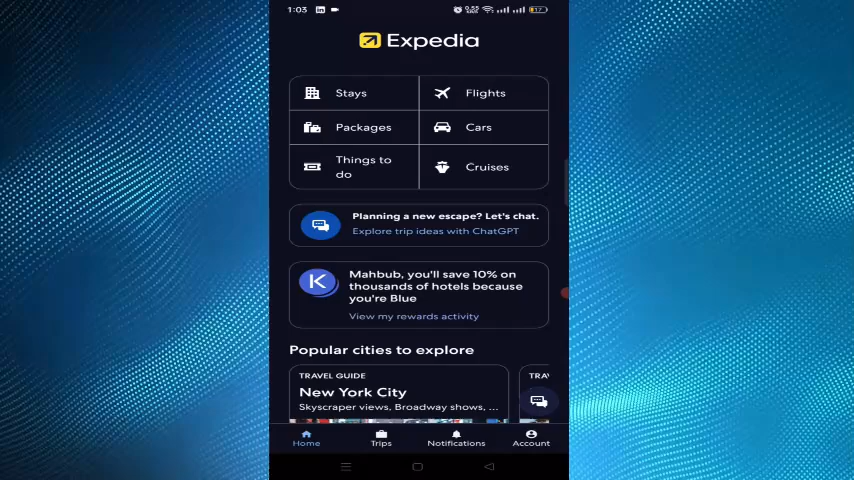 1:03
17
Expedia
Stays
Flights
Packages
Cars
Things to do
Cruises
Planning a new escape? Let's chat.
Explore trip ideas with ChatGPT
K
Mahbub, you'll save 10% on
thousands of hotels because
you're Blue
View my rewards activity
Popular cities to explore
TRAVEL GUIDE
New York City
Skyscraper views, Broadway shows, ...
TRAV
Home
Trips
Notifications
Account